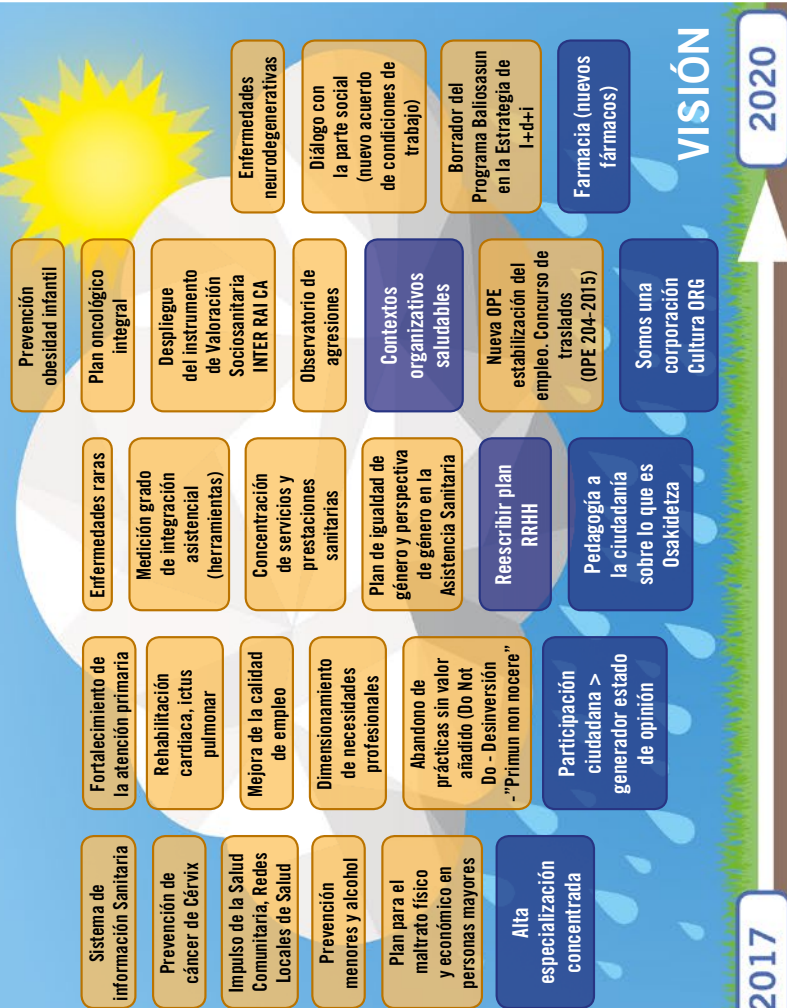 Sistema de
información Sanitaria
Prevención de
cáncer de Cérvix
Impulso de la Salud
Comunitaria, Redes
Locales de Salud
Prevención
menores y alcohol
Plan para el
maltrato físico
y económico en
personas mayores
Alta
especialización
concentrada
Fortalecimiento de
la atención primaria
Rehabilitación
cardiaca, ictus
pulmonar
Mejora de la calidad
de empleo
Dimensionamiento
de necesidades
profesionales
Abandono de
prácticas sin valor
añadido (Do Not
Do - Desinversión
-"Primun non nocere"
Participación
ciudadana >
generador estado
de opinión
Enfermedades raras
Medición grado
de integración
asistencial
(herramientas)
Concentración
de servicios y
prestaciones
sanitarias
Plan de igualdad de
género y perspectiva
de género en la
Asistencia Sanitaria
Reescribir plan
RRHH
Pedagogía a
la ciudadanía
sobre lo que es
Osakidetza
Prevención
obesidad infantil
Plan oncológico
integral
Despliegue
del instrumento
de Valoración
Sociosanitaria
INTER RAI CA
Observatorio de
agresiones
Contextos
organizativos
saludables
Nueva OPE
estabilización del
empleo. Concurso de
traslados
(OPE 204-2015)
Somos una
corporación
Cultura ORG
Enfermedades
neurodegenerativas
Diálogo con
la parte social
(nuevo acuerdo
de condiciones de
trabajo)
Borrador del
Programa Baliosasun
en la Estrategia de
I+d+i
Farmacia (nuevos
fármacos)
VISIÓN
2017
2020